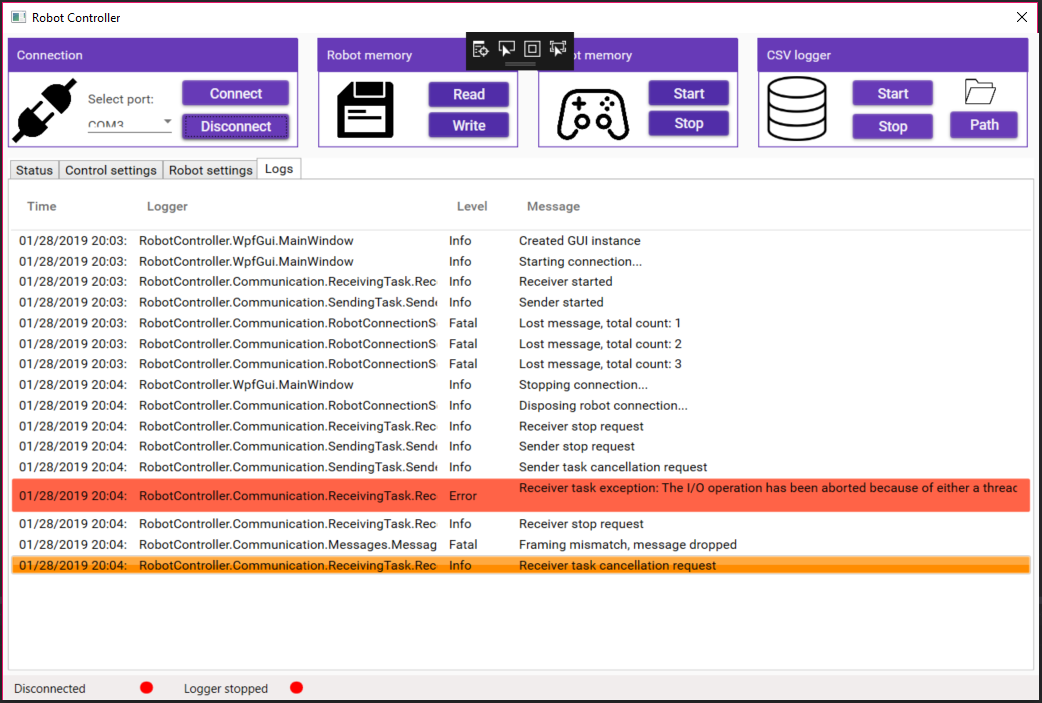 Robot Controller
Connection
Robot memory
memory
CSV logger
Select port:
COM3
Connect
Disconnect
Read
Write
Start
Stop
Start
Stop
Path
Status Control settings Robot settings Logs
Time Logger Level Message
01/28/2019 20:03: RobotController.WpfGui.MainWindow Info Created GUI instance
01/28/2019 20:03: RobotController.WpfGui.MainWindow Info Starting connection...
01/28/2019 20:03: RobotController.Communication.ReceivingTask.Rec Info Receiver started
01/28/2019 20:03: RobotController.Communication.SendingTask.Sende Info Sender started
01/28/2019 20:03: RobotController.Communication.RobotConnectionS Fatal Lost message, total count: 1
01/28/2019 20:03: RobotController.Communication.RobotConnectionS Fatal Lost message, total count: 2
01/28/2019 20:03: RobotController.Communication.RobotConnectionS Fatal Lost message, total count: 3
01/28/2019 20:04: RobotController.WpfGui.MainWindow Info Stopping connection...
01/28/2019 20:04: RobotController.Communication.RobotConnectionS Info Disposing robot connection...
01/28/2019 20:04: RobotController.Communication.ReceivingTask.Rec Info Receiver stop request
01/28/2019 20:04: RobotController.Communication.SendingTask.Sende Info Sender stop request
01/28/2019 20:04: RobotController.Communication.SendingTask.Sende Info Sender task cancellation request
01/28/2019 20:04: RobotController.Communication.ReceivingTask.Rec Error Receiver task exception: The I/O operation has been aborted because of either a threac
01/28/2019 20:04: RobotController.Communication.ReceivingTask.Rec Info Receiver stop request
01/28/2019 20:04: RobotController.Communication.Messages.Messag Fatal Framing mismatch, message dropped
01/28/2019 20:04: RobotController.Communication.ReceivingTask.Rec Info Receiver task cancellation request
Disconnected Logger stopped